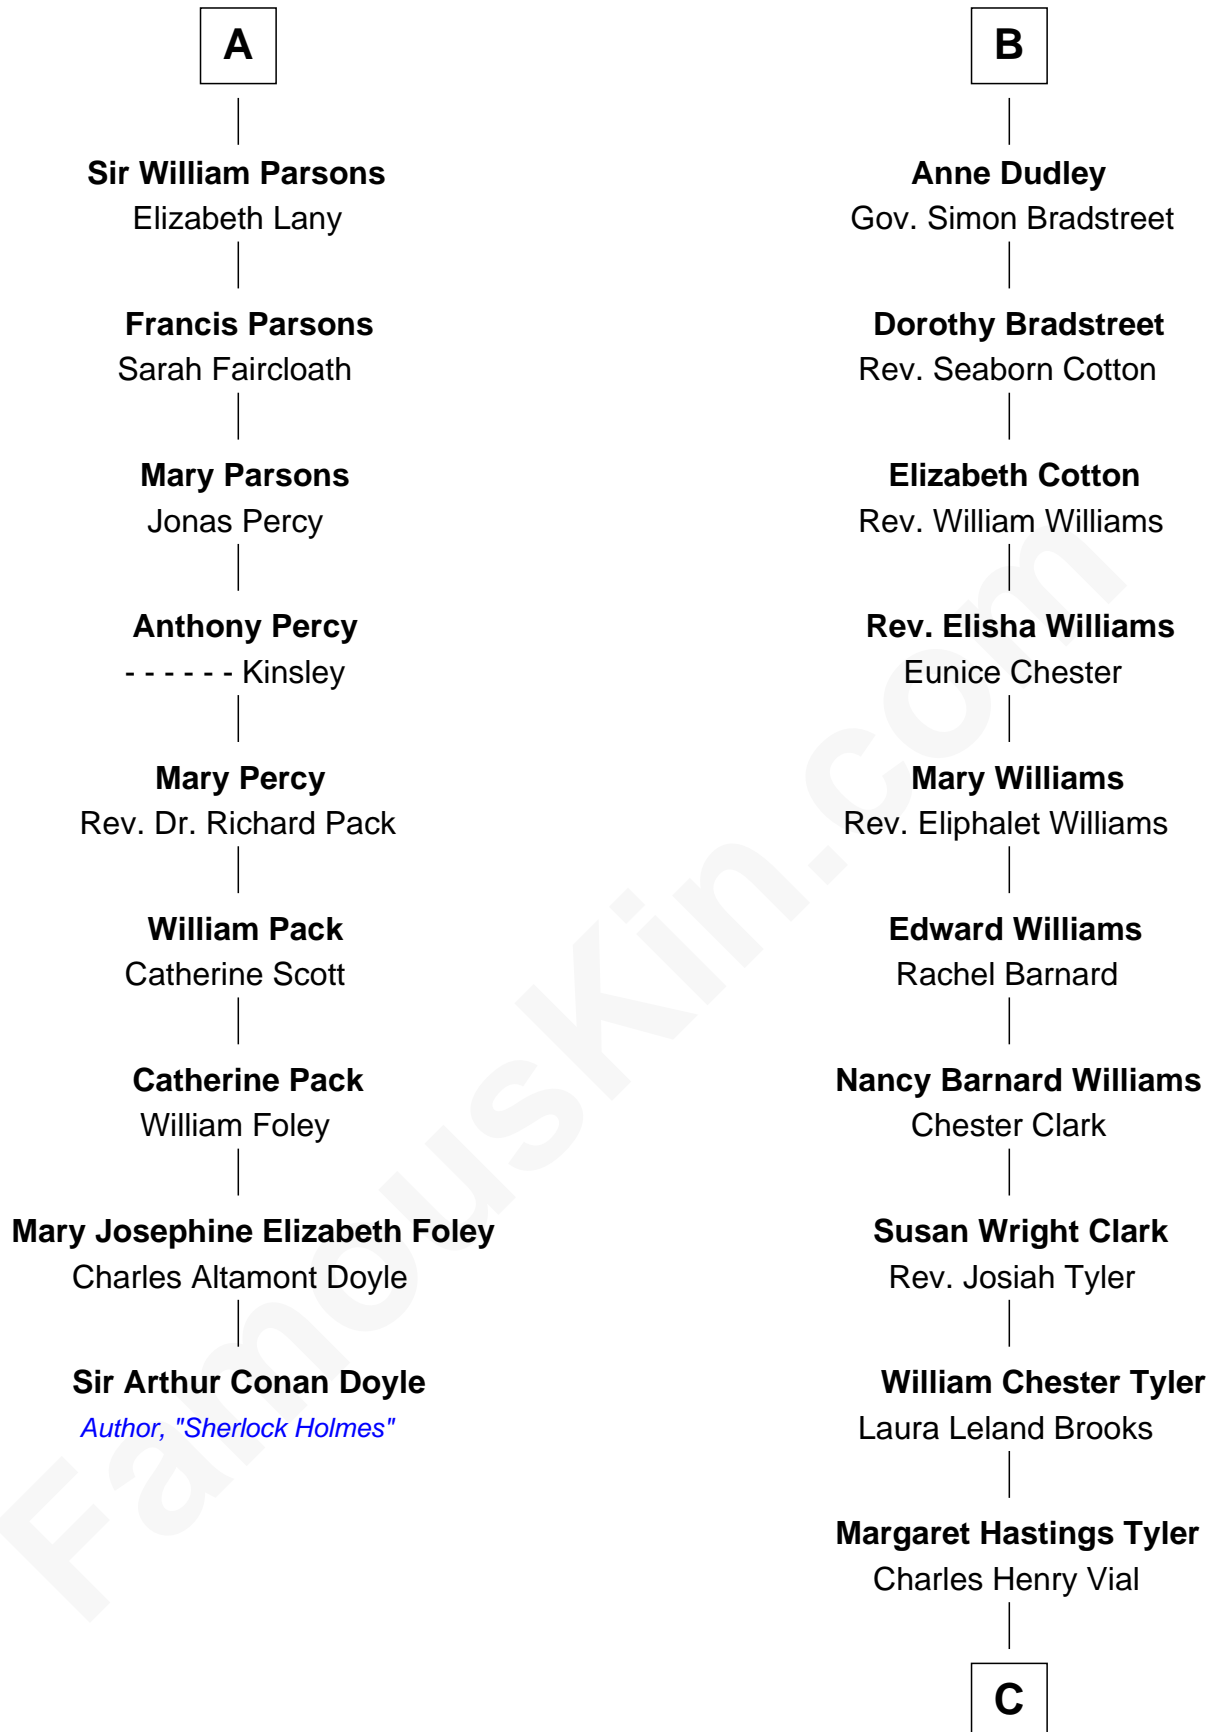 A
Sir William Parsons
Elizabeth Lany
Francis Parsons
Sarah Faircloath
Mary Parsons
Jonas Percy
Anthony Percy
- - - - - - Kinsley
Mary Percy
Rev. Dr. Richard Pack
William Pack
Catherine Scott
Catherine Pack
William Foley
Mary Josephine Elizabeth Foley
Charles Altamont Doyle
Sir Arthur Conan Doyle
Author, "Sherlock Holmes"
B
Anne Dudley
Gov. Simon Bradstreet
Dorothy Bradstreet
Rev. Seaborn Cotton
Elizabeth Cotton
Rev. William Williams
Rev. Elisha Williams
Eunice Chester
Mary Williams
Rev. Eliphalet Williams
Edward Williams
Rachel Barnard
Nancy Barnard Williams
Chester Clark
Susan Wright Clark
Rev. Josiah Tyler
William Chester Tyler
Laura Leland Brooks
Margaret Hastings Tyler
Charles Henry Vial
C
FamousKin.com